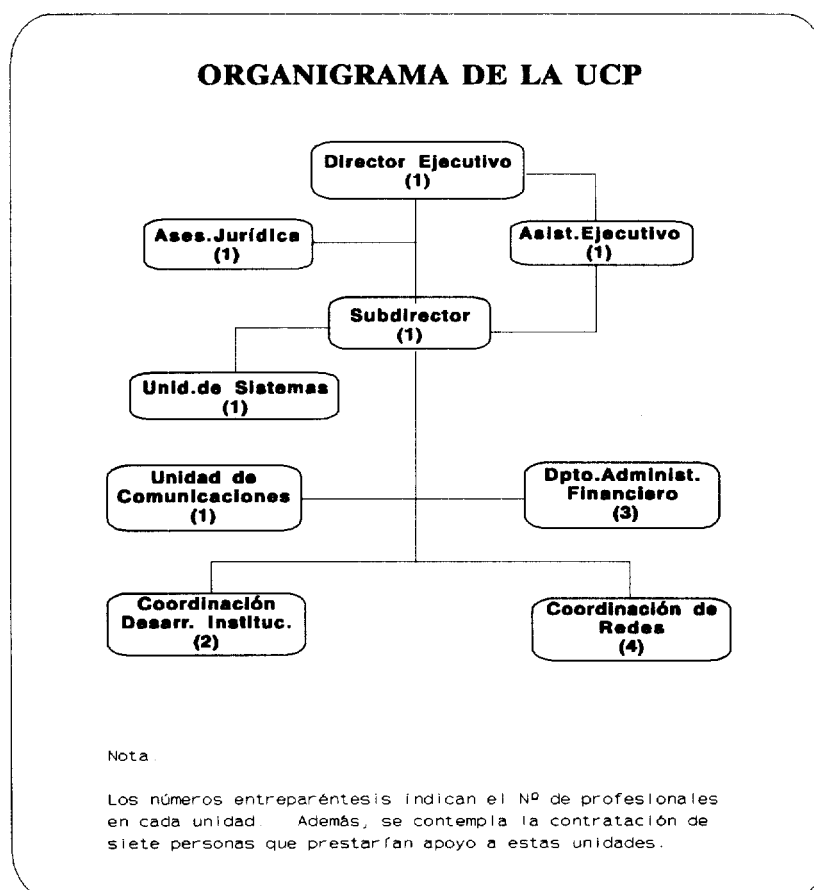 ORGANIGRAMA DE LA UCP
Director Ejecutivo
(1)
Ases.Jurídica
(1)
Asist.Ejecutivo
(1)
Subdirector
(1)
Unid.de Sistemas
(1)
Unidad de
Comunicaciones
(1)
Dpto.Administ.
Financiero
(3)
Coordinación
Desarr. Instituc.
(2)
Coordinación de
Redes
(4)
Nota
Los números entreparéntesis indican el Nº de profesionales
en cada unidad. Además, se contempla la contratación de
siete personas que prestarían apoyo a estas unidades.